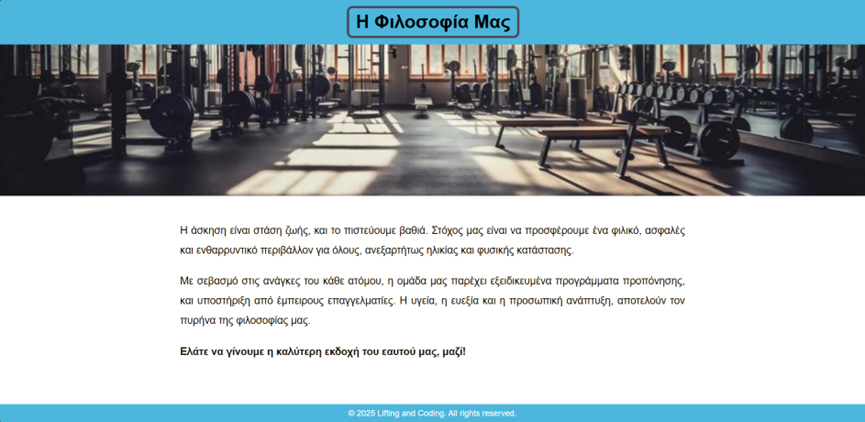 Η Φιλοσοφία Μας
Η άσκηση είναι στάση ζωής, και το πιστεύουμε βαθιά. Στόχος μας είναι να προσφέρουμε ένα φιλικό, ασφαλές
και ενθαρρυντικό περιβάλλον για όλους, ανεξαρτήτως ηλικίας και φυσικής κατάστασης.
Με σεβασμό στις ανάγκες του κάθε ατόμου, η ομάδα μας παρέχει εξειδικευμένα προγράμματα προπόνησης,
και υποστήριξη από έμπειρους επαγγελματίες. Η υγεία, η ευεξία και η προσωπική ανάπτυξη, αποτελούν τον
πυρήνα της φιλοσοφίας μας.
Ελάτε να γίνουμε η καλύτερη εκδοχή του εαυτού μας, μαζί!
© 2025 Lifting and Coding. All rights reserved.